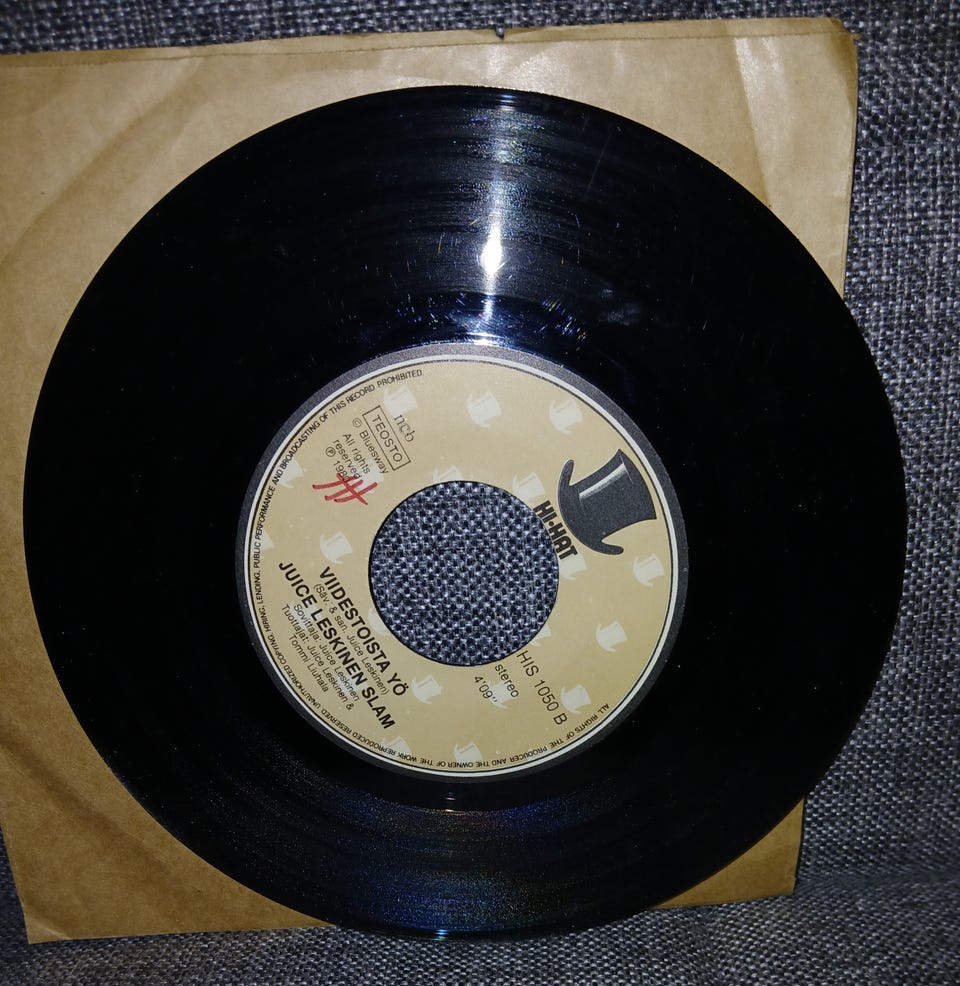 HI-HAT
ncb
TEOSTO
© Bluesway
All rights
reserved
HIS 1050 B
stereo
4'09''
VIIDESTOISTA YÖ
(Säv. & san. Juice Leskinen)
JUICE LESKINEN SLAM
Sovittaja: Juice Leskinen
Tuottajat: Juice Leskinen &
Tommi Liuhala
ALL RIGHTS OF THE PRODUCER AND THE OWNER OF THE WORK REPRODUCED RESERVED. UNAUTHORIZED COPYING, HIRING, LENDING, PUBLIC PERFORMANCE AND BROADCASTING OF THIS RECORD PROHIBITED.